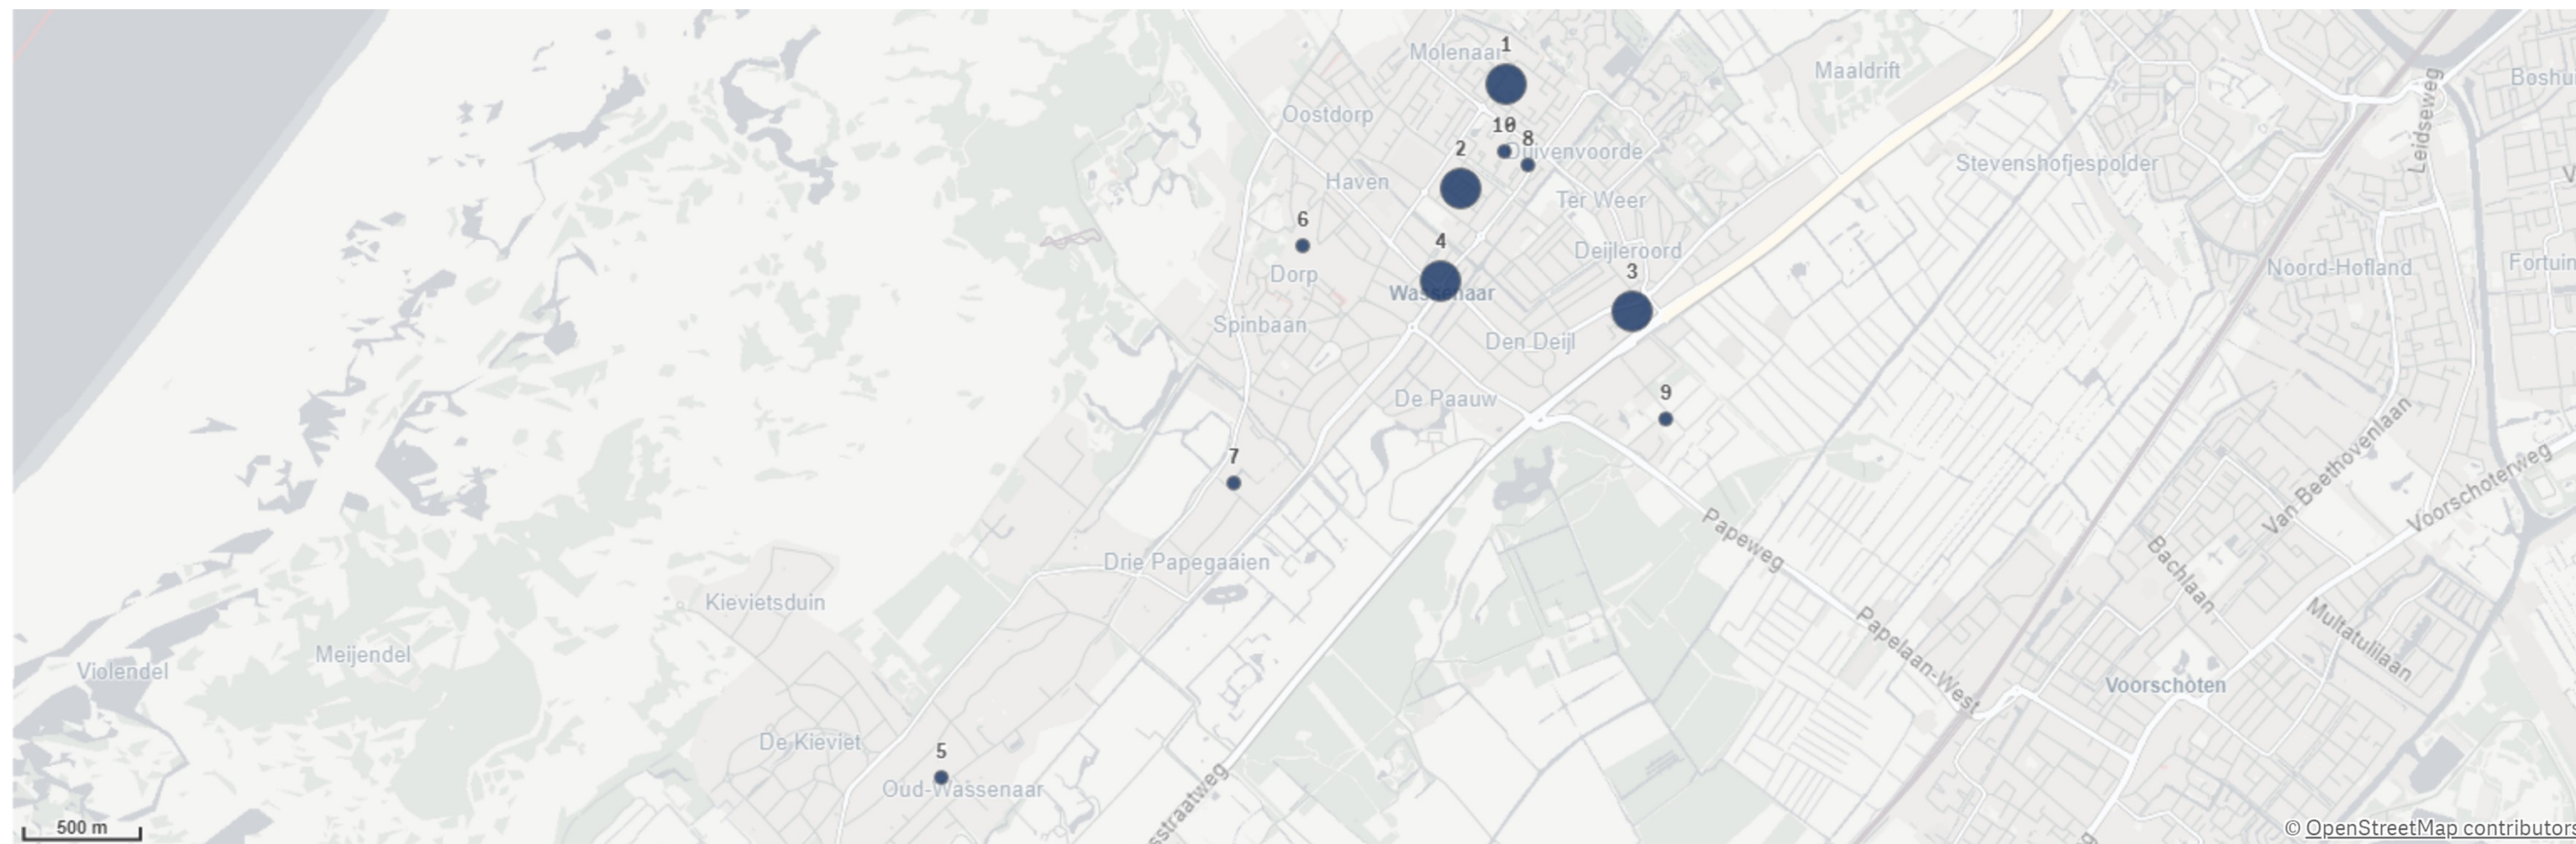 Molenaar
1
Maaldrift
Oostdorp
10
8
2
Duivenvoorde
Stevenshofjespolder
Leidseweg
Haven
Ter Weer
6
4
Deijleroord
3
Dorp
Wassenaar
Noord-Hofland
Spinbaan
Den Deijl
De Paauw
9
7
Van Beethovenlaan
Voorschoterweg
Papeweg
Bachlaan
Drie Papegaaien
Kievietsduin
Papelaan-West
Multatulilaan
Meijendel
Violendel
Voorschoten
De Kieviet
5
Oud-Wassenaar
500 m
© OpenStreetMap contributors